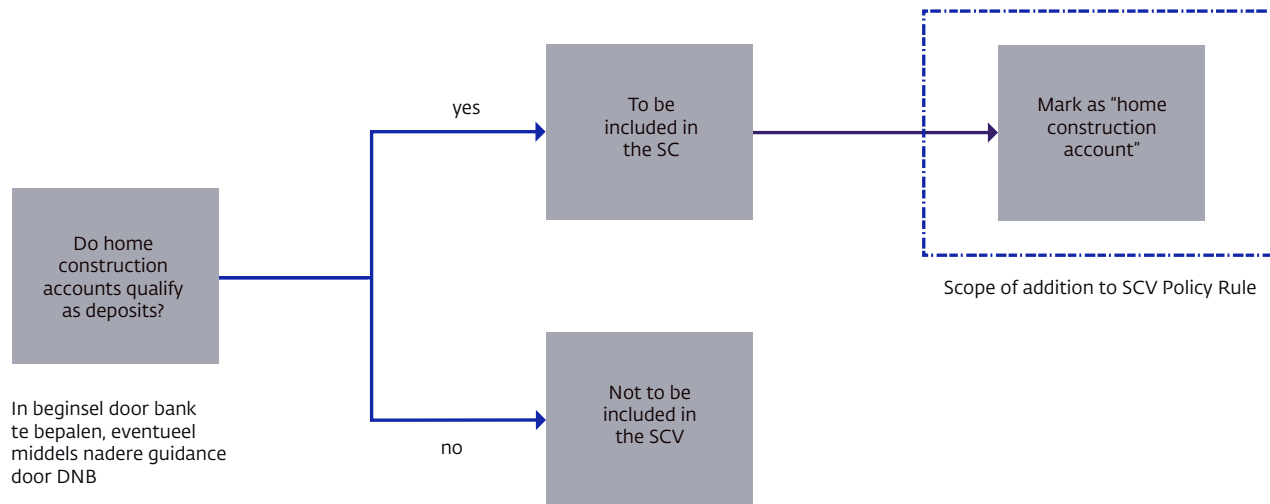 Do home
construction
accounts qualify
as deposits?
In beginsel door bank
te bepalen, eventueel
middels nadere guidance
door DNB
yes
To be
included in
the SC
Mark as "home
construction
account"
Scope of addition to SCV Policy Rule
no
Not to be
included in
the SCV